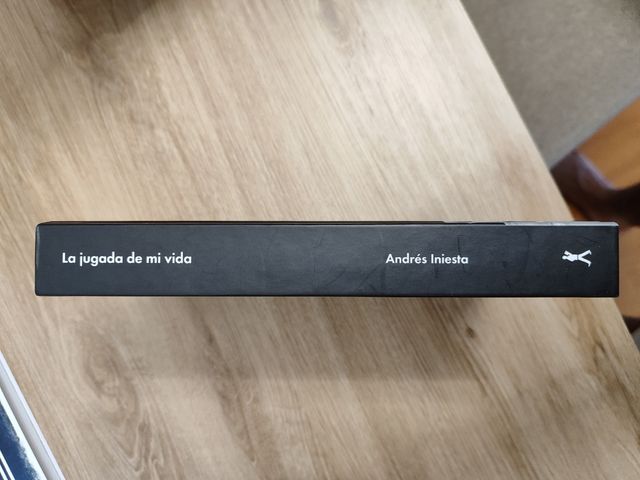 La jugada de mi vida
Andrés Iniesta